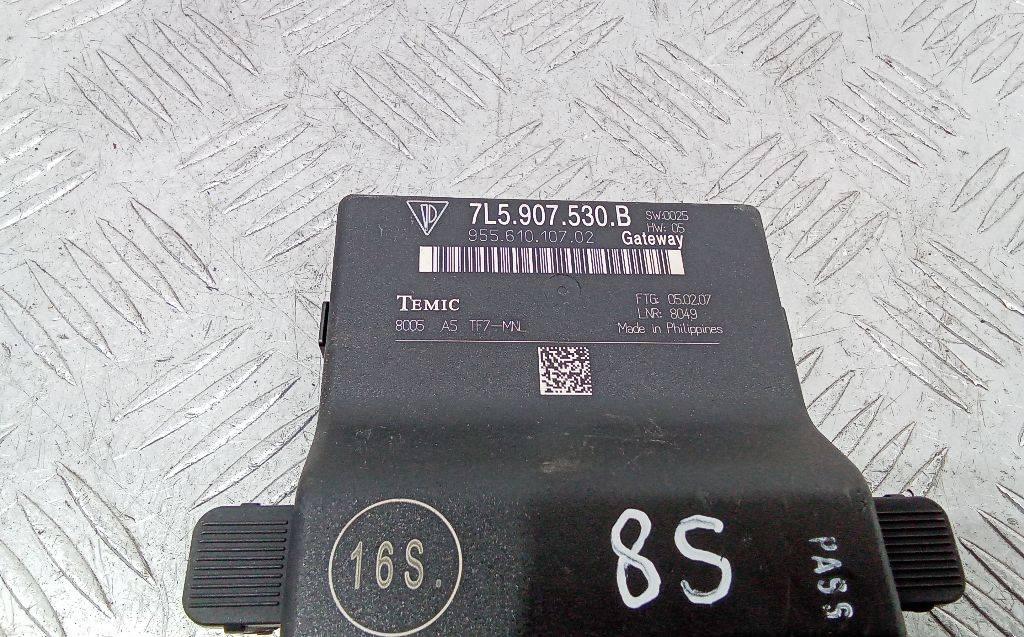 7L5.907.530.B SW:0025
HW: 05
955.610.107.02 Gateway
TEMIC FTG: 05.02.07
LNR: 8049
8005 A5 TF7-MNL Made in Philippines
16S.
8S
PASS